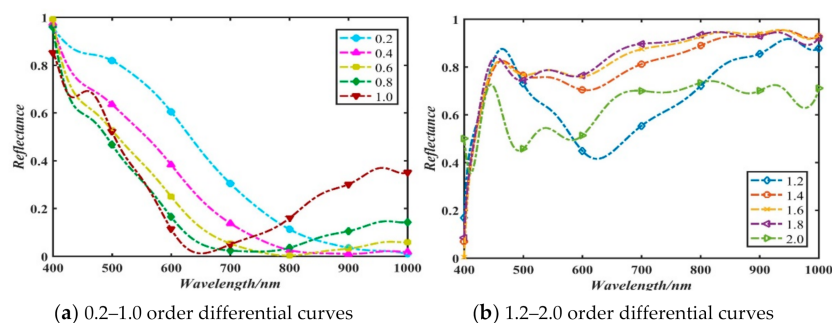 1
0.8
0.6
0.4
0.2
0
Reflectance
400 500 600 700 800 900 1000
Wavelength/nm
0.2
0.4
0.6
0.8
1.0
(a) 0.2–1.0 order differential curves
1
0.8
0.6
0.4
0.2
0
Reflectance
400 500 600 700 800 900 1000
Wavelength/nm
1.2
1.4
1.6
1.8
2.0
(b) 1.2–2.0 order differential curves